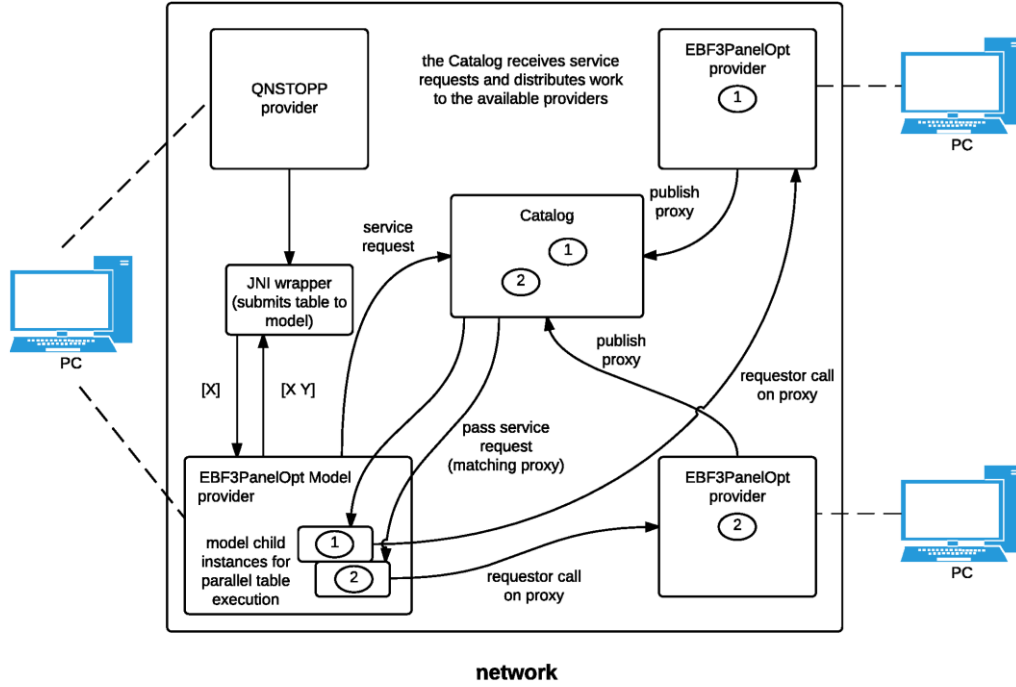 QNSTOPP
provider
the Catalog receives service
requests and distributes work
to the available providers
EBF3PanelOpt
provider
1
PC
publish
proxy
service
request
Catalog
1
2
JNI wrapper
(submits table to
model)
PC
publish
proxy
requestor call
on proxy
[X]
[X Y]
pass service
request
(matching proxy)
EBF3PanelOpt Model
provider
EBF3PanelOpt
provider
2
PC
model child
instances for
parallel table
execution
1
2
requestor call
on proxy
network